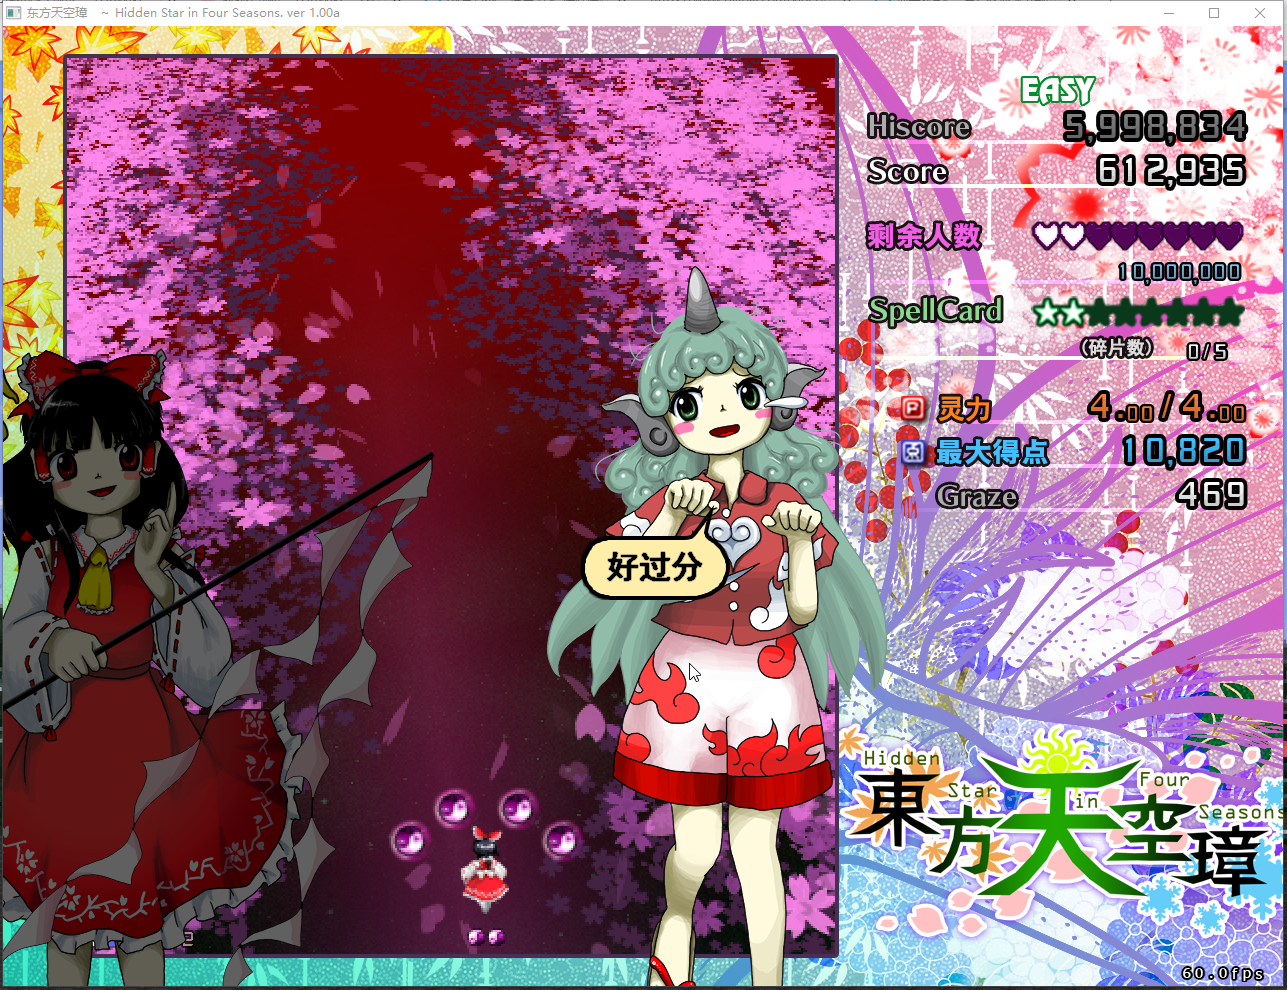 东方天空璋 ~ Hidden Star in Four Seasons. ver 1.00a
EASY
Hiscore 5,998,834
Score 612,935
剩余人数
10,000,000
SpellCard
(碎片数) 0/5
灵力 4.00/4.00
最大得点 10,820
Graze 469
好过分
Hidden Star in Four Seasons
東方天空璋
60.0fps